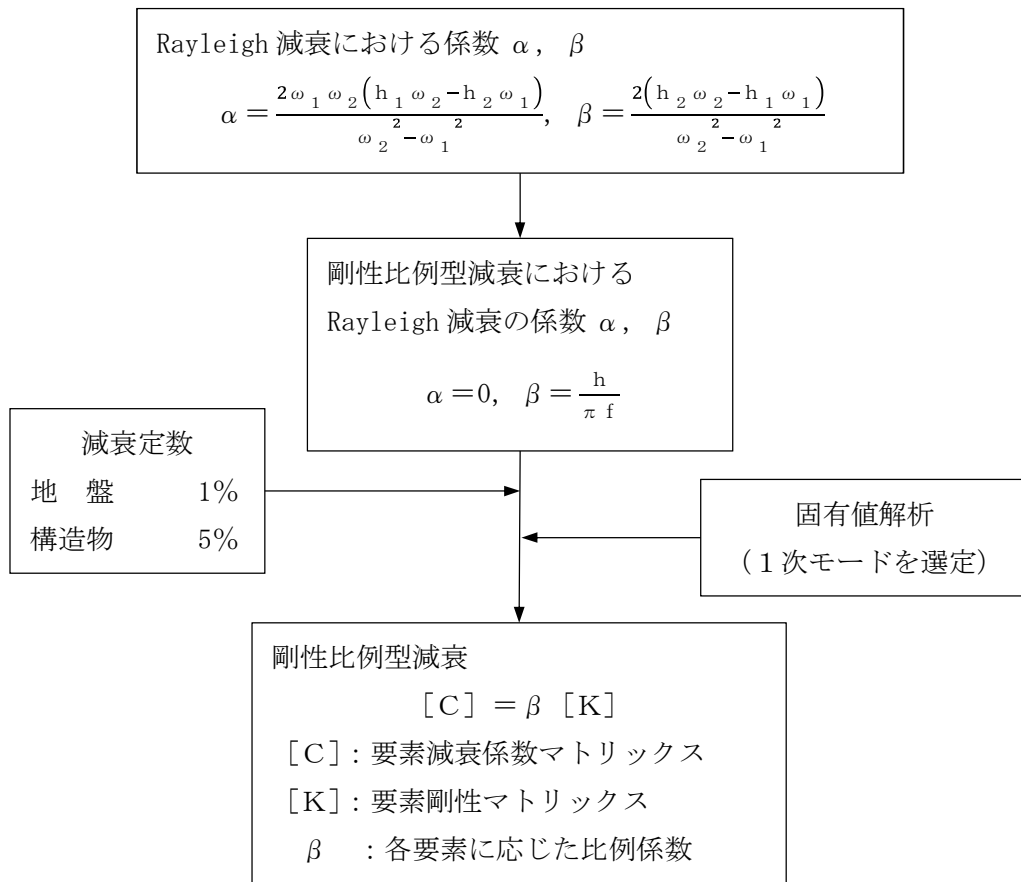 Rayleigh 減衰における係数 α, β
α=2ω₁ω₂(h₁ω₂-h₂ω₁)/(ω₂²-ω₁²), β=2(h₂ω₂-h₁ω₁)/(ω₂²-ω₁²)
剛性比例型減衰における
Rayleigh 減衰の係数 α, β
α=0, β=h/(πf)
減衰定数
地　盤　1%
構造物　5%
固有値解析
(1次モードを選定)
剛性比例型減衰
[C]=β[K]
[C]:要素減衰係数マトリックス
[K]:要素剛性マトリックス
β　:各要素に応じた比例係数